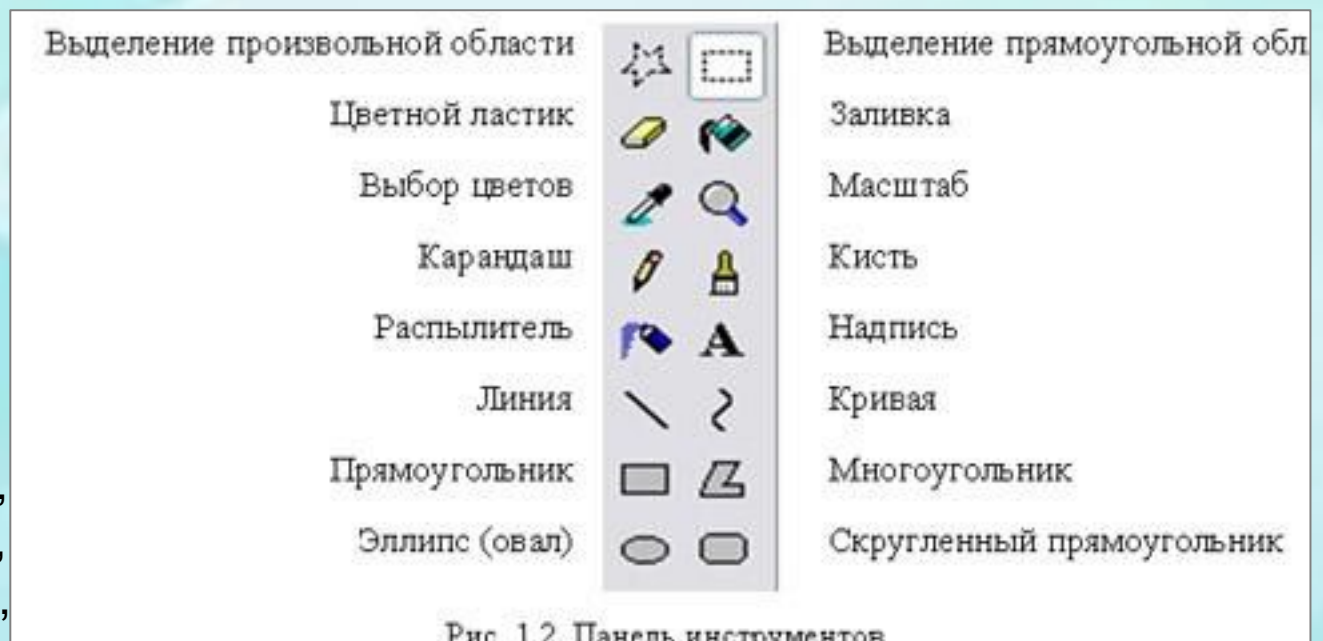 Выделение произвольной области Выделение прямоугольной обл
Цветной ластик Заливка
Выбор цветов Масштаб
Карандаш Кисть
Распылитель A Надпись
Линия Кривая
Прямоугольник Многоугольник
Эллипс (овал) Скругленный прямоугольник
Рис. 1.2. Панель инструментов